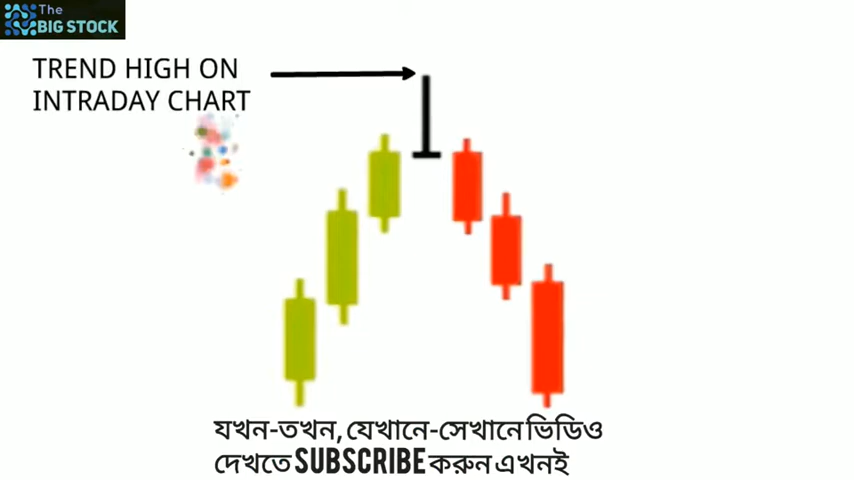 The
BIG STOCK
TREND HIGH ON
INTRADAY CHART
যখন-তখন, যেখানে-সেখানে ভিডিও
দেখতে SUBSCRIBE করুন এখনই